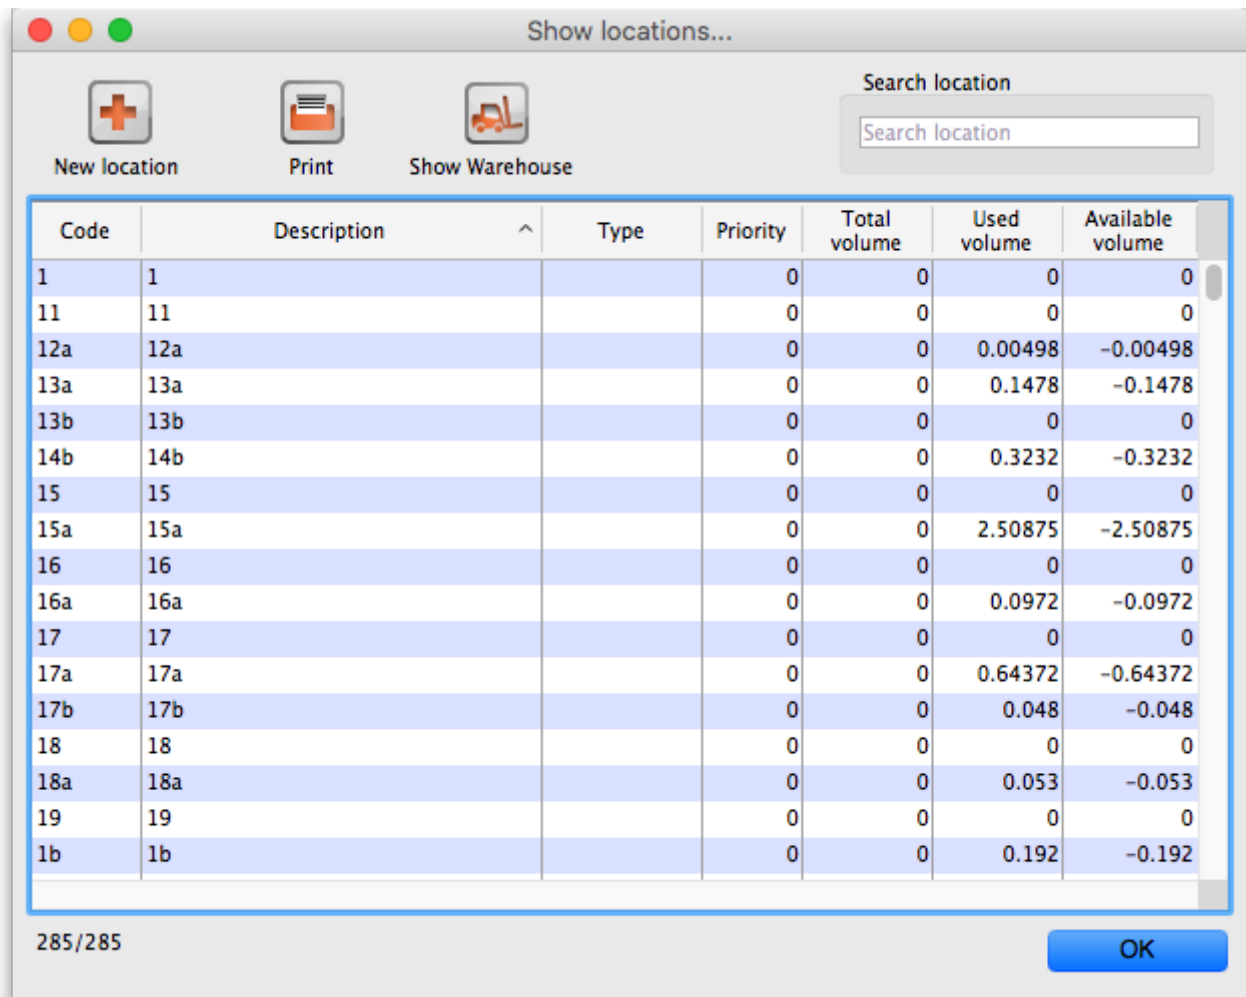 Show locations...
Search location
Search location
New location Print Show Warehouse
Code Description Type Priority Total volume Used volume Available volume
1 1 0 0 0 0
11 11 0 0 0 0
12a 12a 0 0 0.00498 -0.00498
13a 13a 0 0 0.1478 -0.1478
13b 13b 0 0 0 0
14b 14b 0 0 0.3232 -0.3232
15 15 0 0 0 0
15a 15a 0 0 2.50875 -2.50875
16 16 0 0 0 0
16a 16a 0 0 0.0972 -0.0972
17 17 0 0 0 0
17a 17a 0 0 0.64372 -0.64372
17b 17b 0 0 0.048 -0.048
18 18 0 0 0 0
18a 18a 0 0 0.053 -0.053
19 19 0 0 0 0
1b 1b 0 0 0.192 -0.192
285/285 OK